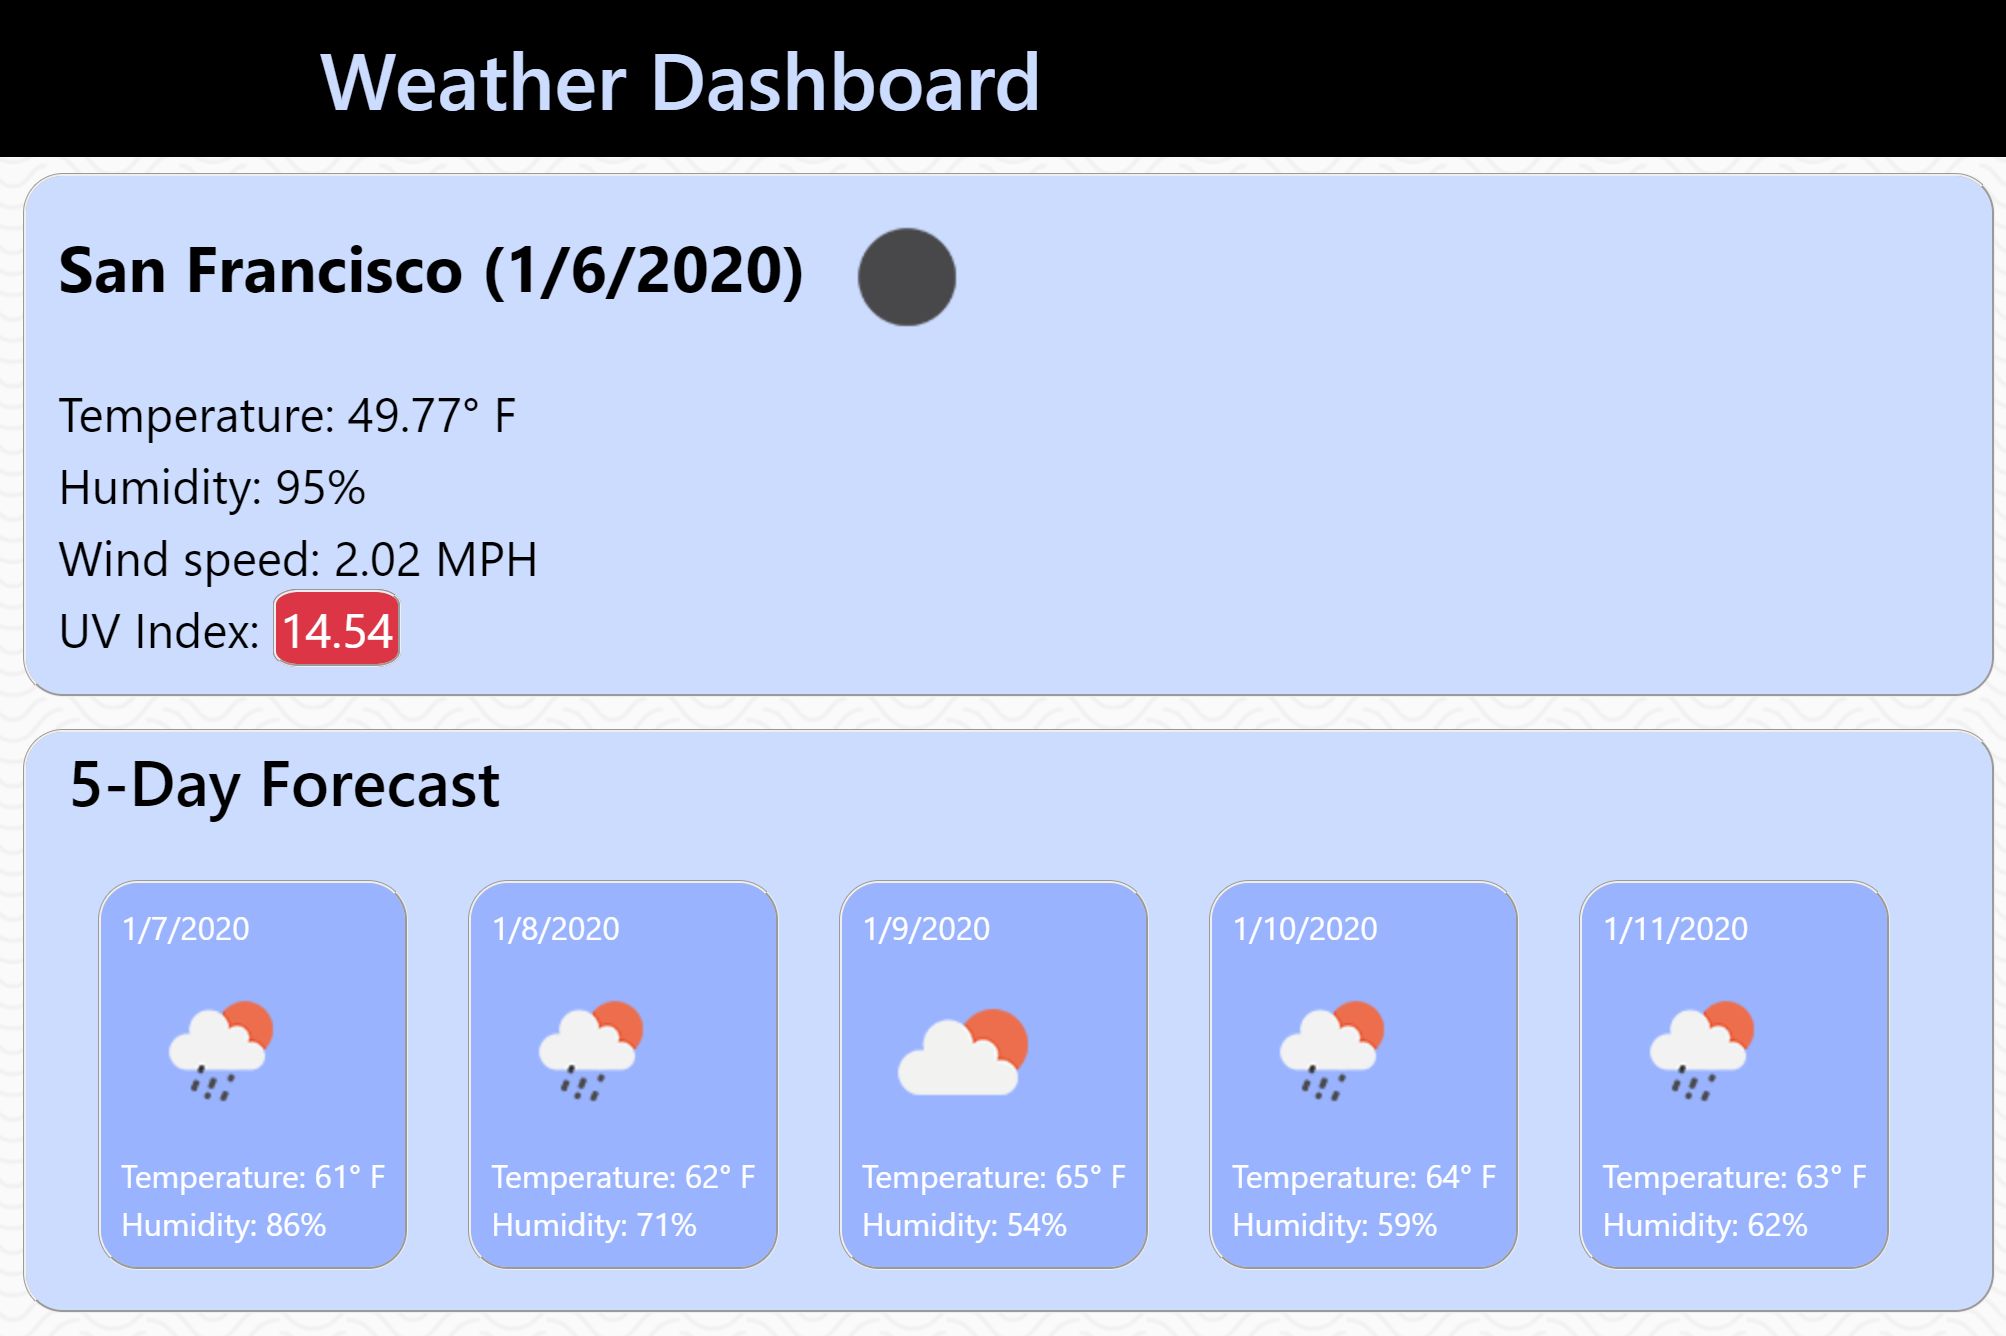 Weather Dashboard
San Francisco (1/6/2020)
Temperature: 49.77° F
Humidity: 95%
Wind speed: 2.02 MPH
UV Index: 14.54
5-Day Forecast
1/7/2020
Temperature: 61° F
Humidity: 86%
1/8/2020
Temperature: 62° F
Humidity: 71%
1/9/2020
Temperature: 65° F
Humidity: 54%
1/10/2020
Temperature: 64° F
Humidity: 59%
1/11/2020
Temperature: 63° F
Humidity: 62%